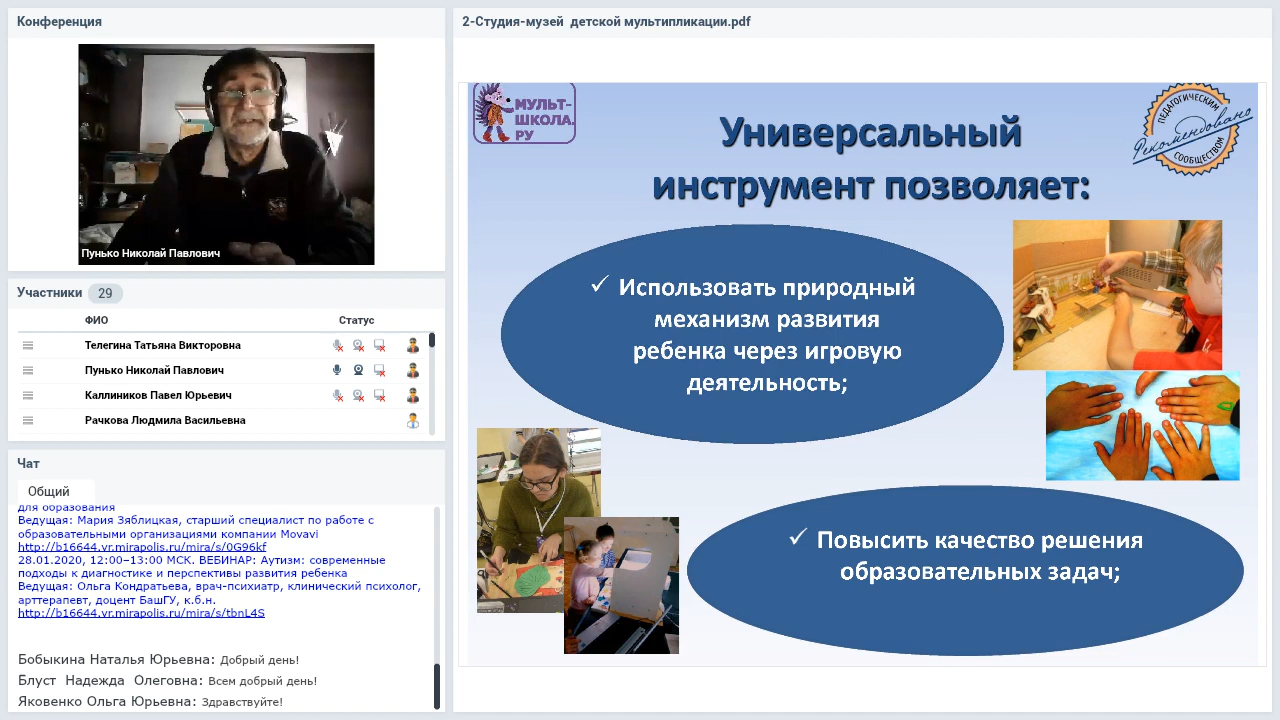 Конференция
Пунько Николай Павлович
Участники 29
ФИО Статус
Телегина Татьяна Викторовна
Пунько Николай Павлович
Каллиников Павел Юрьевич
Рачкова Людмила Васильевна
Чат
Общий
для образования
Ведущая: Мария Зяблицкая, старший специалист по работе с
образовательными организациями компании Movavi
http://b16644.vr.mirapolis.ru/mira/s/0G96kf
28.01.2020, 12:00–13:00 МСК. ВЕБИНАР: Аутизм: современные
подходы к диагностике и перспективы развития ребенка
Ведущая: Ольга Кондратьева, врач-психиатр, клинический психолог,
арттерапевт, доцент БашГУ, к.б.н.
http://b16644.vr.mirapolis.ru/mira/s/tbnL4S
Бобыкина Наталья Юрьевна: Добрый день!
Блуст Надежда Олеговна: Всем добрый день!
Яковенко Ольга Юрьевна: Здравствуйте!
2-Студия-музей детской мультипликации.pdf
МУЛЬТ-
ШКОЛА.
РУ
Универсальный
инструмент позволяет:
ПЕДАГОГИЧЕСКИМ
Рекомендовано
СООБЩЕСТВОМ
✓ Использовать природный
механизм развития
ребенка через игровую
деятельность;
✓ Повысить качество решения
образовательных задач;